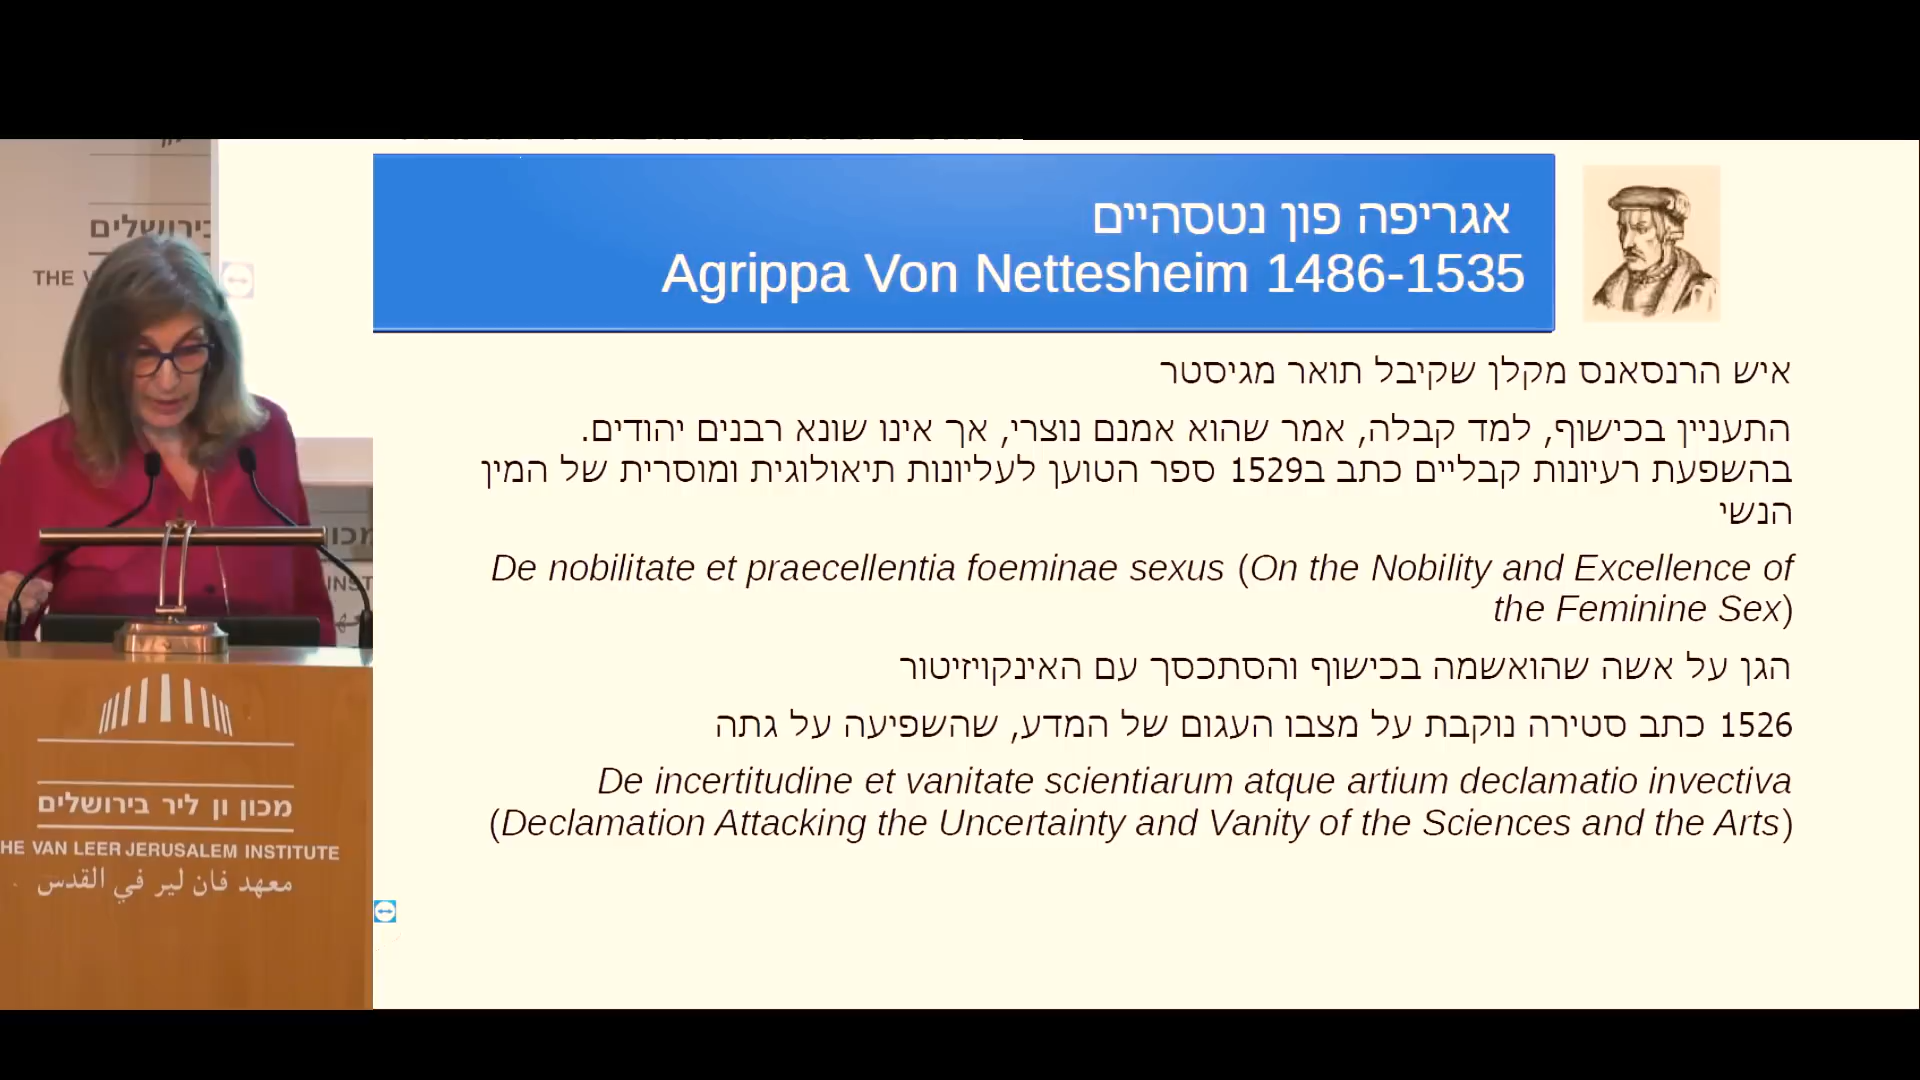 אגריפה פון נטסהיים
Agrippa Von Nettesheim 1486-1535
איש הרנסאנס מקלן שקיבל תואר מגיסטר
התעניין בכישוף, למד קבלה, אמר שהוא אמנם נוצרי, אך אינו שונא רבנים יהודים.
בהשפעת רעיונות קבליים כתב ב1529 ספר הטוען לעליונות תיאולוגית ומוסרית של המין
הנשי
De nobilitate et praecellentia foeminae sexus (On the Nobility and Excellence of
the Feminine Sex)
הגן על אשה שהואשמה בכישוף והסתכסך עם האינקויזיטור
1526 כתב סטירה נוקבת על מצבו העגום של המדע, שהשפיעה על גתה
De incertitudine et vanitate scientiarum atque artium declamatio invectiva
(Declamation Attacking the Uncertainty and Vanity of the Sciences and the Arts)
בירושלים
THE
מכון ון ליר בירושלים
HE VAN LEER JERUSALEM INSTITUTE
معهد فان لير في القدس